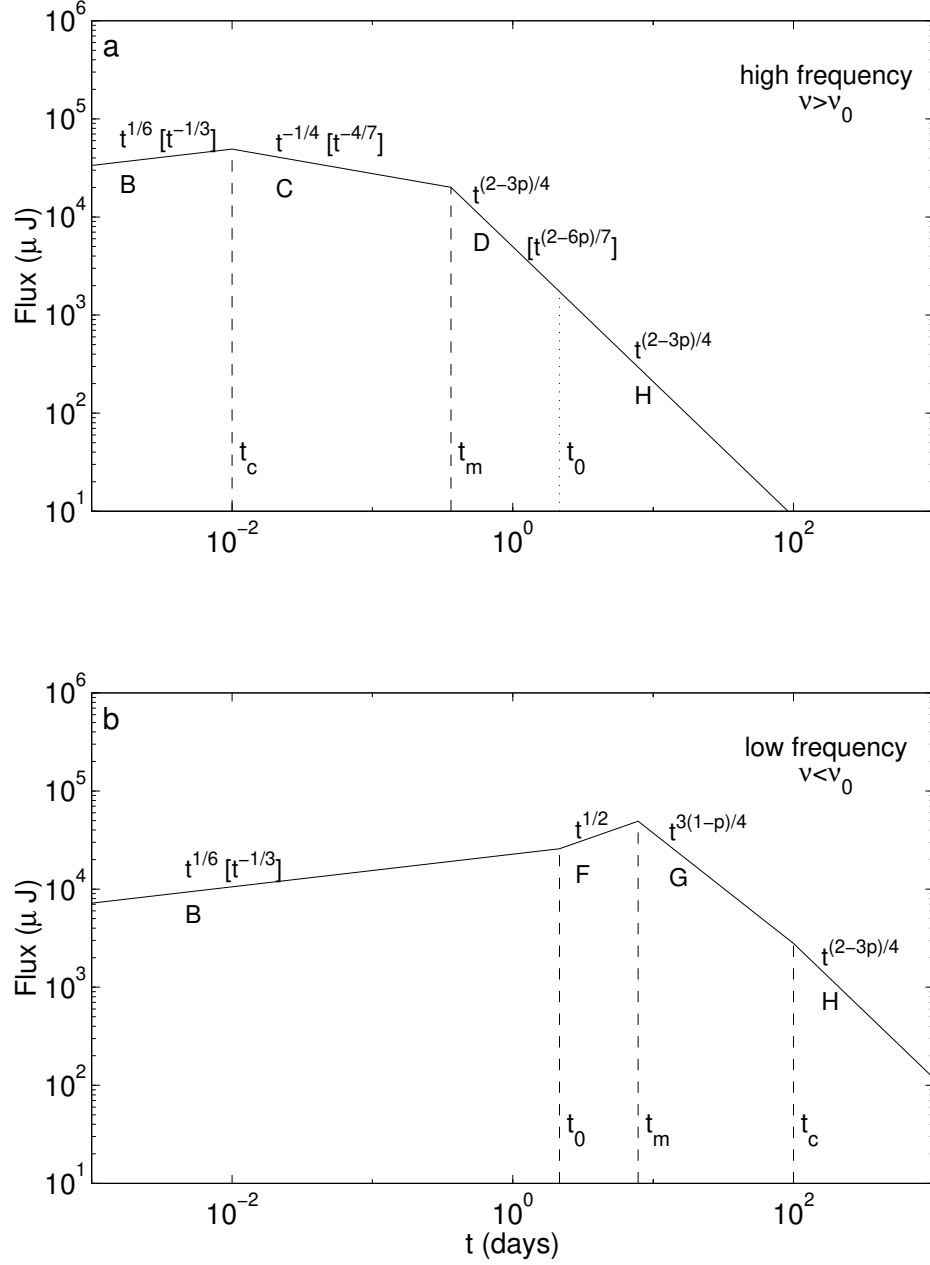 a
high frequency
ν>ν_0
t^{1/6} [t^{-1/3}]
B
t^{-1/4} [t^{-4/7}]
C
t^{(2-3p)/4}
D
[t^{(2-6p)/7}]
t^{(2-3p)/4}
H
t_c
t_m
t_0
Flux (μ J)
10^6
10^5
10^4
10^3
10^2
10^1
10^{-2}
10^0
10^2
b
low frequency
ν<ν_0
t^{1/6} [t^{-1/3}]
B
t^{1/2}
F
t^{3(1-p)/4}
G
t^{(2-3p)/4}
H
t_0
t_m
t_c
Flux (μ J)
10^6
10^5
10^4
10^3
10^2
10^1
10^{-2}
10^0
10^2
t (days)